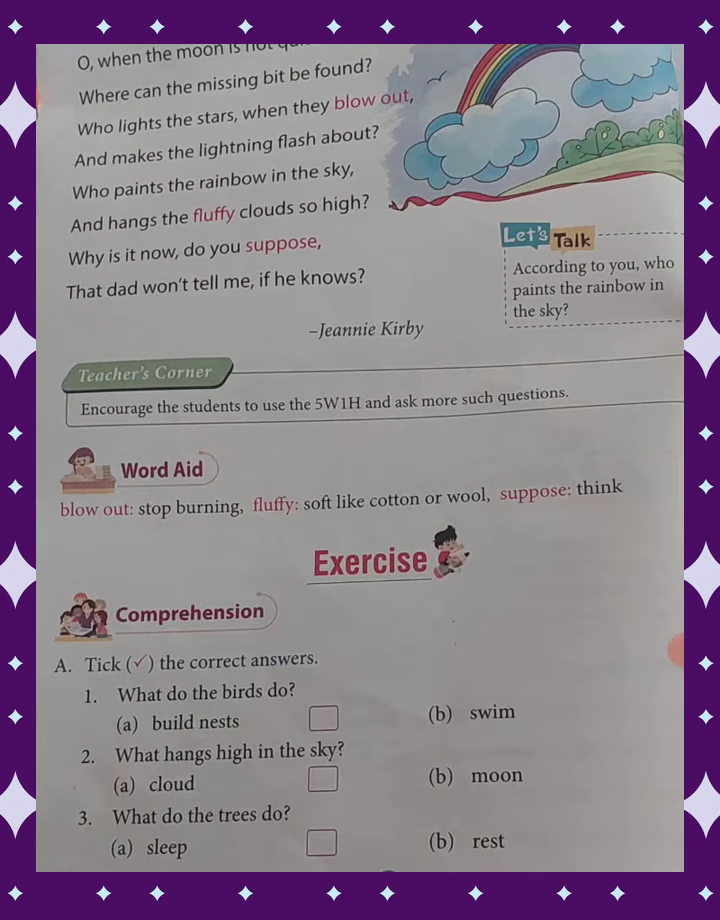 O, when the moon is not
Where can the missing bit be found?
Who lights the stars, when they blow out,
And makes the lightning flash about?
Who paints the rainbow in the sky,
And hangs the fluffy clouds so high?
Why is it now, do you suppose,
That dad won't tell me, if he knows?
–Jeannie Kirby
Let's Talk
According to you, who
paints the rainbow in
the sky?
Teacher's Corner
Encourage the students to use the 5W1H and ask more such questions.
Word Aid
blow out: stop burning, fluffy: soft like cotton or wool, suppose: think
Exercise
Comprehension
A. Tick (✓) the correct answers.
1. What do the birds do?
(a) build nests (b) swim
2. What hangs high in the sky?
(a) cloud (b) moon
3. What do the trees do?
(a) sleep (b) rest